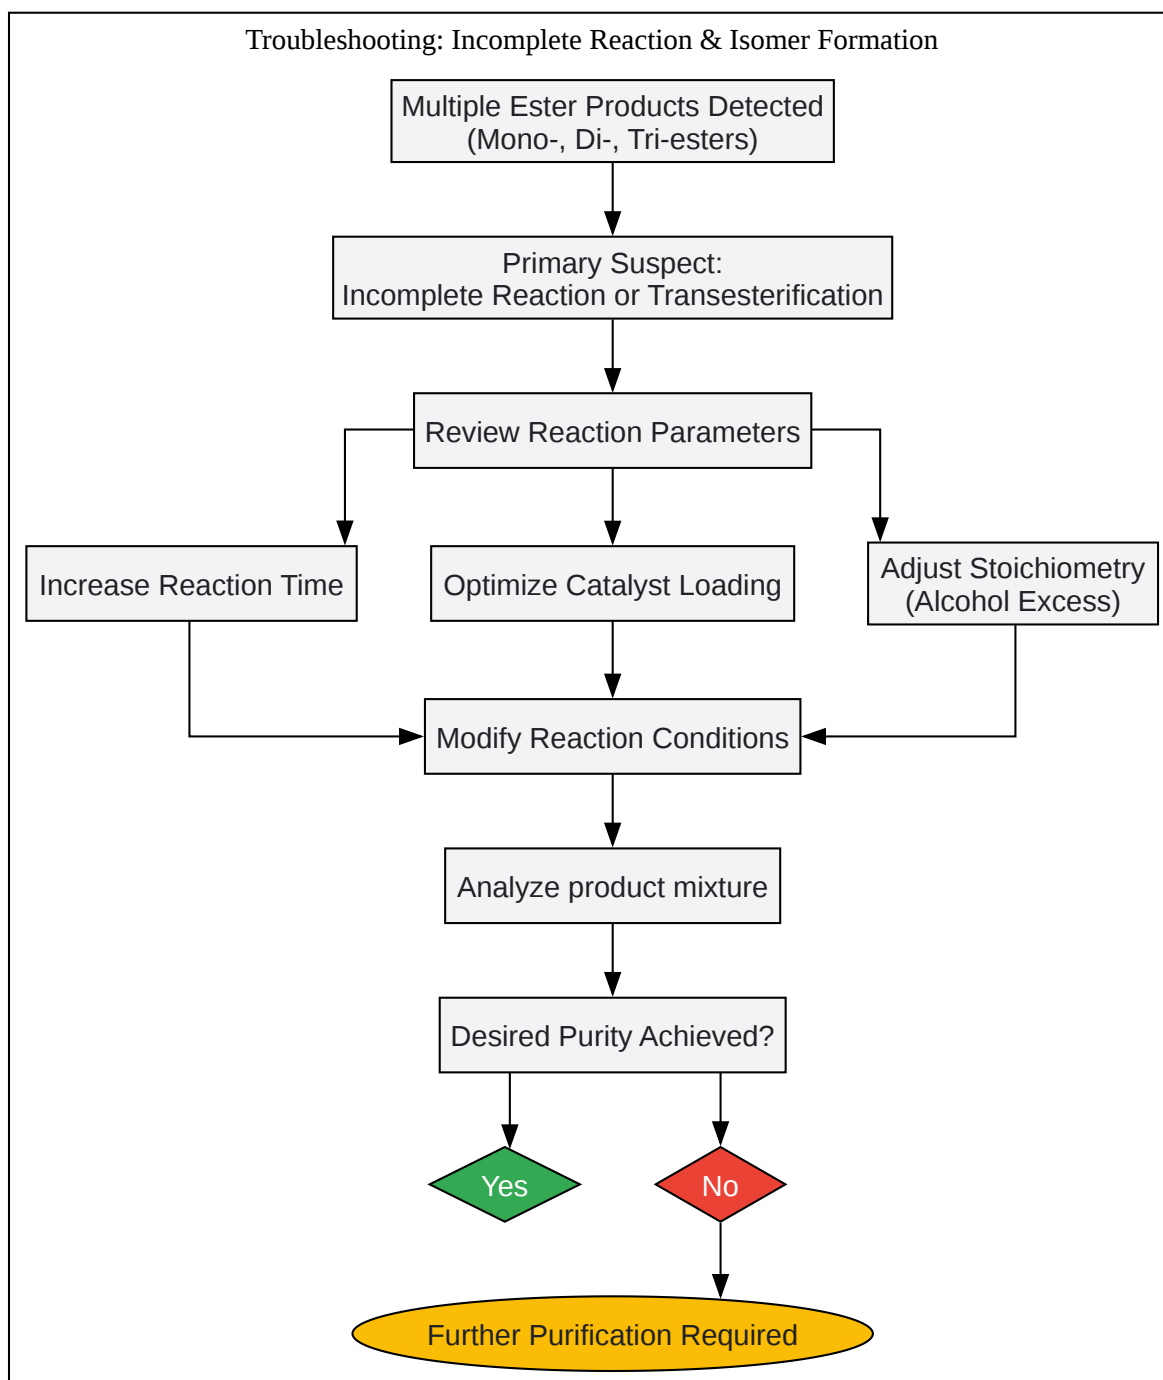 Troubleshooting: Incomplete Reaction & Isomer Formation
Multiple Ester Products Detected
(Mono-, Di-, Tri-esters)
Primary Suspect:
Incomplete Reaction or Transesterification
Review Reaction Parameters
Increase Reaction Time
Optimize Catalyst Loading
Adjust Stoichiometry
(Alcohol Excess)
Modify Reaction Conditions
Analyze product mixture
Desired Purity Achieved?
Yes
No
Further Purification Required